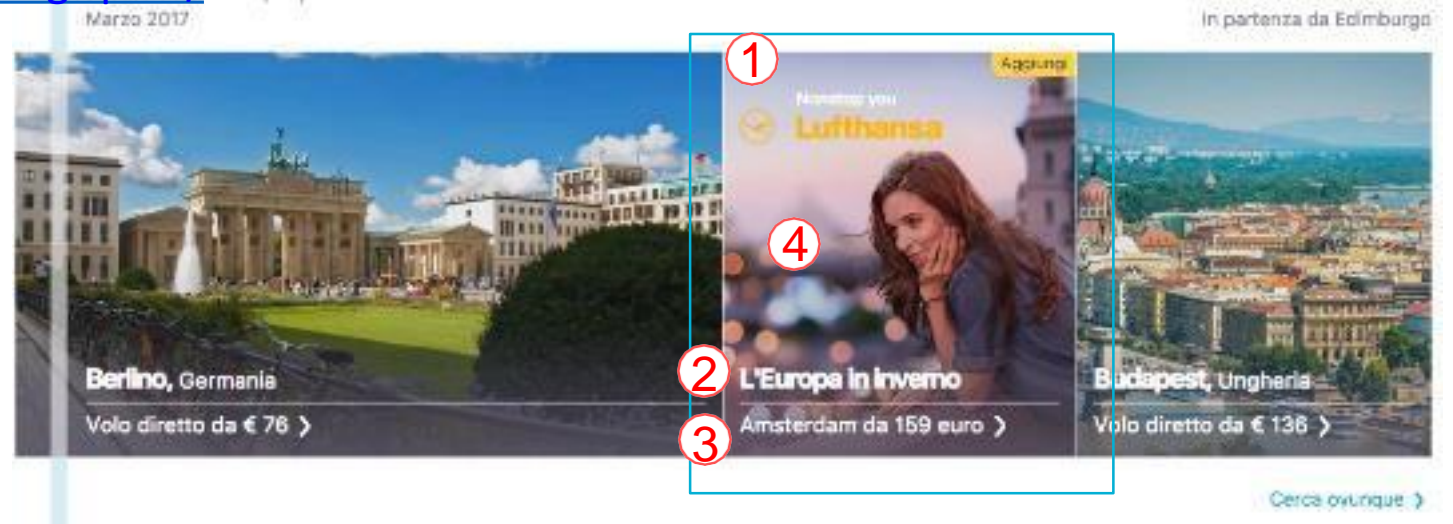 Marzo 2017
In partenza da Edimburgo
1
Aggiungi
Nonstop you
Lufthansa
4
2
Berlino, Germania
L'Europa in inverno
Budapest, Ungheria
3
Volo diretto da € 76 ❯
Amsterdam da 159 euro ❯
Volo diretto da € 136 ❯
Cerca ovunque ❯